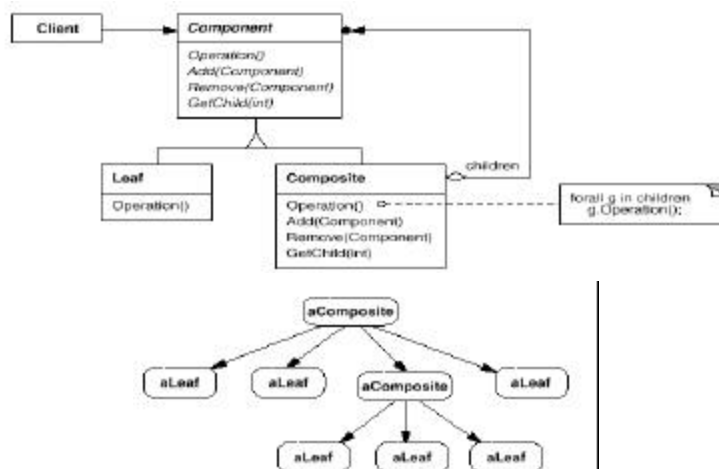 Client
Component
Operation()
Add(Component)
Remove(Component)
GetChild(int)
children
Leaf
Operation()
Composite
Operation()
Add(Component)
Remove(Component)
GetChild(int)
forall g in children
g.Operation();
aComposite
aLeaf
aLeaf
aComposite
aLeaf
aLeaf
aLeaf
aLeaf